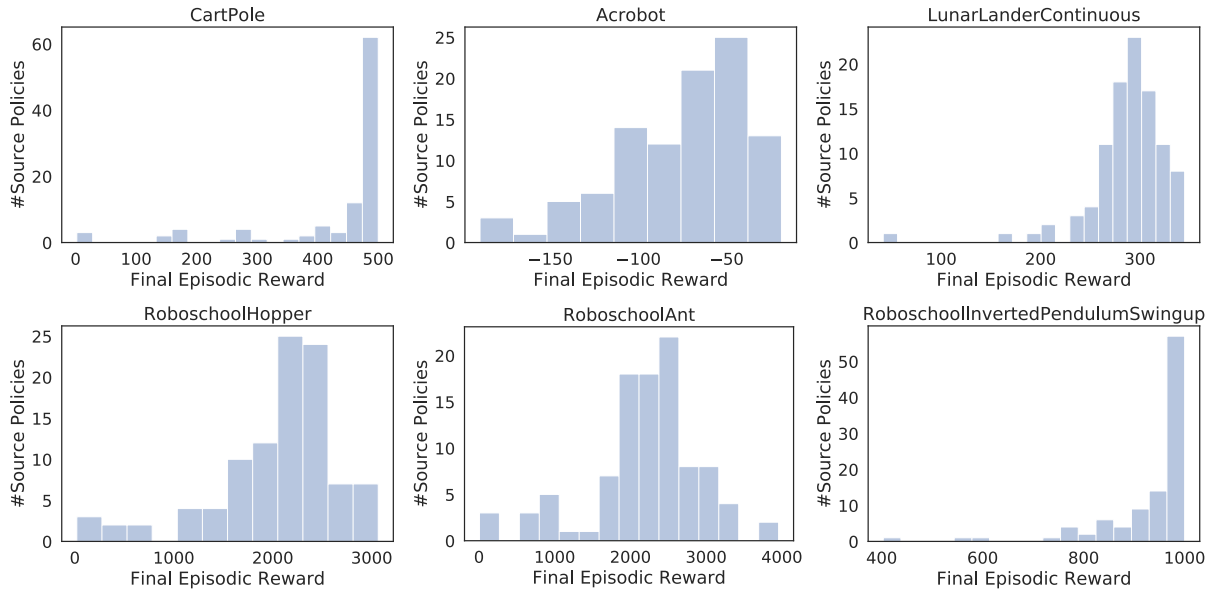 CartPole
#Source Policies
60
40
20
0
0 100 200 300 400 500
Final Episodic Reward
Acrobot
#Source Policies
25
20
15
10
5
0
−150 −100 −50
Final Episodic Reward
LunarLanderContinuous
#Source Policies
20
15
10
5
0
100 200 300
Final Episodic Reward
RoboschoolHopper
#Source Policies
25
20
15
10
5
0
0 1000 2000 3000
Final Episodic Reward
RoboschoolAnt
#Source Policies
20
15
10
5
0
0 1000 2000 3000 4000
Final Episodic Reward
RoboschoolInvertedPendulumSwingup
#Source Policies
50
40
30
20
10
0
400 600 800 1000
Final Episodic Reward